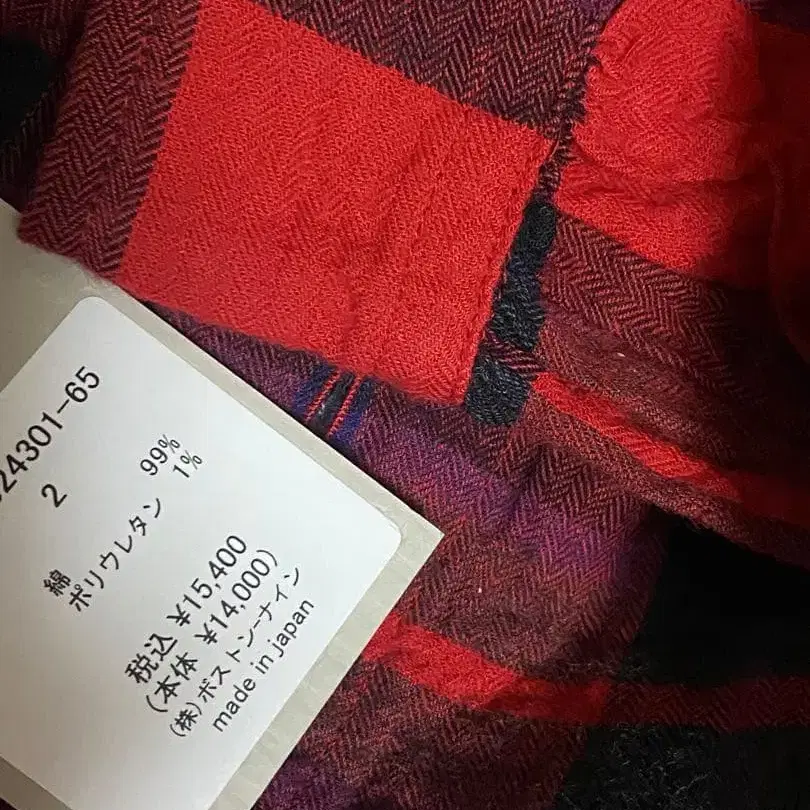 24301-65
2
綿 99%
ポリウレタン 1%
税込 ¥15,400
(本体 ¥14,000)
(株)ボストン-ナイン
made in japan